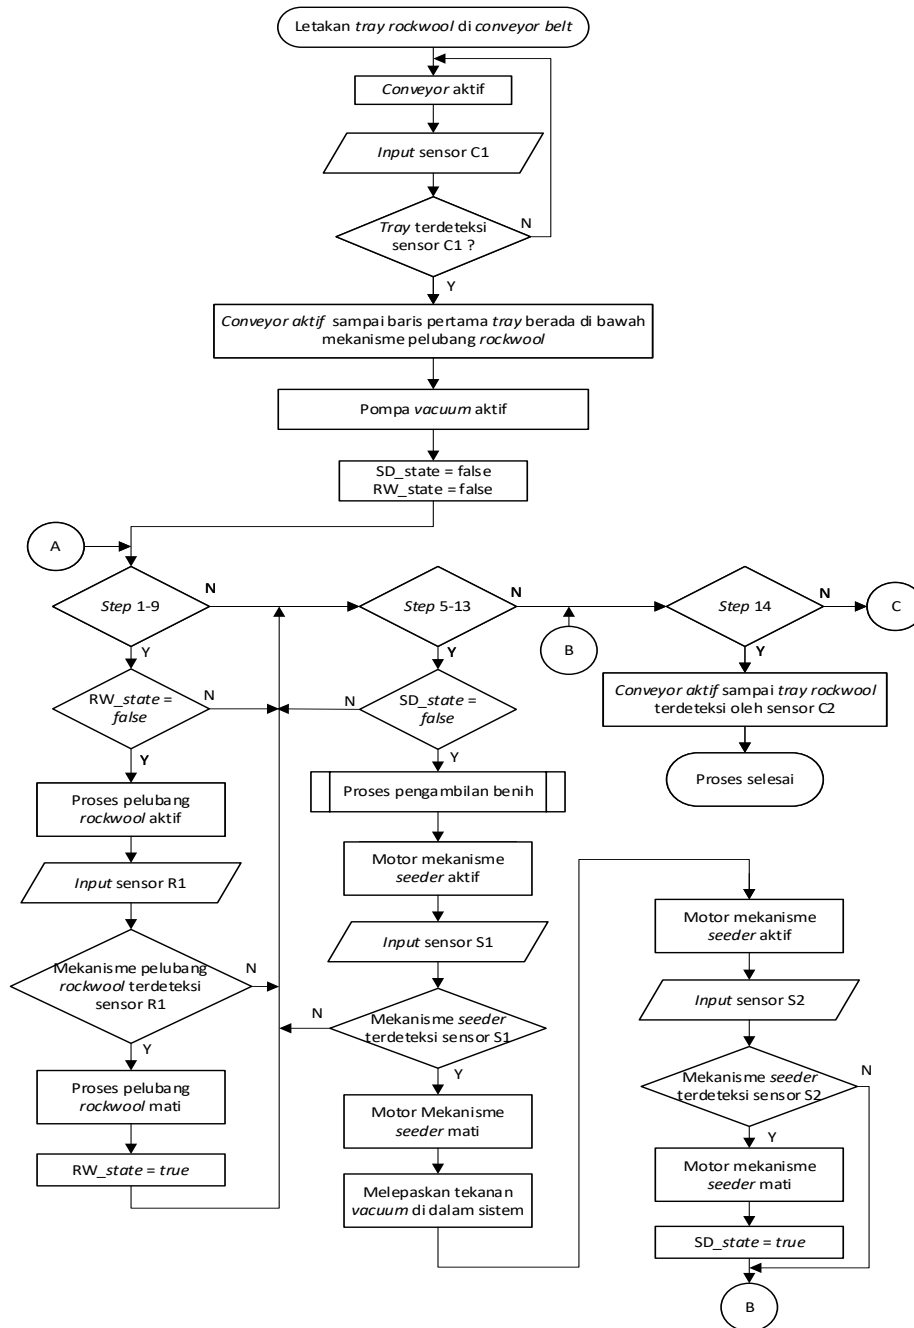 Letakan tray rockwool di conveyor belt
Conveyor aktif
Input sensor C1
Tray terdeteksi
sensor C1 ?
N
Y
Conveyor aktif sampai baris pertama tray berada di bawah
mekanisme pelubang rockwool
Pompa vacuum aktif
SD_state = false
RW_state = false
A
Step 1-9
N
Y
Step 5-13
N
Y
B
Step 14
N
Y
C
RW_state =
false
N
Y
SD_state =
false
N
Y
Conveyor aktif sampai tray rockwool
terdeteksi oleh sensor C2
Proses selesai
Proses pelubang
rockwool aktif
Input sensor R1
Mekanisme pelubang
rockwool terdeteksi
sensor R1
N
Y
Proses pelubang
rockwool mati
RW_state = true
Proses pengambilan benih
Motor mekanisme
seeder aktif
Input sensor S1
Mekanisme seeder
terdeteksi sensor S1
N
Y
Motor Mekanisme
seeder mati
Melepaskan tekanan
vacuum di dalam sistem
Motor mekanisme
seeder aktif
Input sensor S2
Mekanisme seeder
terdeteksi sensor S2
N
Y
Motor mekanisme
seeder mati
SD_state = true
B